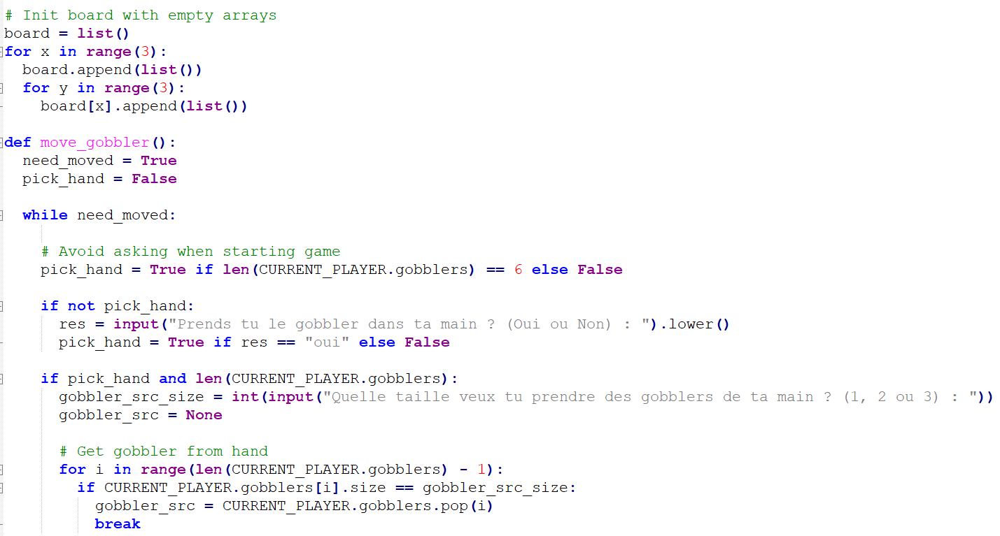 # Init board with empty arrays
board = list()
for x in range(3):
  board.append(list())
  for y in range(3):
    board[x].append(list())

def move_gobbler():
  need_moved = True
  pick_hand = False

  while need_moved:

    # Avoid asking when starting game
    pick_hand = True if len(CURRENT_PLAYER.gobblers) == 6 else False

    if not pick_hand:
      res = input("Prends tu le gobbler dans ta main ? (Oui ou Non) : ").lower()
      pick_hand = True if res == "oui" else False

    if pick_hand and len(CURRENT_PLAYER.gobblers):
      gobbler_src_size = int(input("Quelle taille veux tu prendre des gobblers de ta main ? (1, 2 ou 3) : "))
      gobbler_src = None

      # Get gobbler from hand
      for i in range(len(CURRENT_PLAYER.gobblers) - 1):
        if CURRENT_PLAYER.gobblers[i].size == gobbler_src_size:
          gobbler_src = CURRENT_PLAYER.gobblers.pop(i)
          break